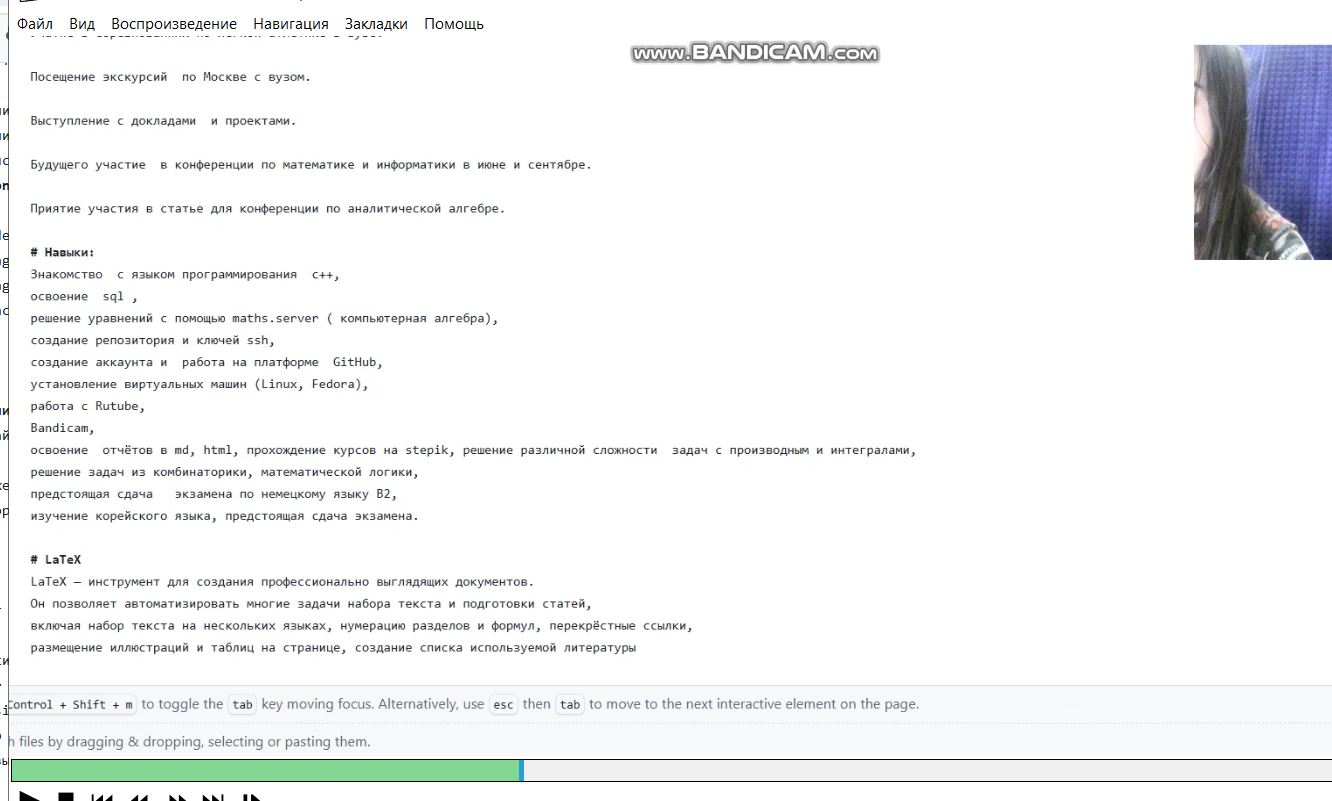 Файл Вид Воспроизведение Навигация Закладки Помощь
www.BANDICAM.com
Посещение экскурсий  по Москве с вузом.
Выступление с докладами  и проектами.
Будущего участие  в конференции по математике и информатики в июне и сентябре.
Приятие участия в статье для конференции по аналитической алгебре.
# Навыки:
Знакомство  с языком программирования  с++,
освоение  sql ,
решение уравнений с помощью maths.server ( компьютерная алгебра),
создание репозитория и ключей ssh,
создание аккаунта и  работа на платформе  GitHub,
установление виртуальных машин (Linux, Fedora),
работа с Rutube,
Bandicam,
освоение  отчётов в md, html, прохождение курсов на stepik, решение различной сложности  задач с производным и интегралами,
решение задач из комбинаторики, математической логики,
предстоящая сдача   экзамена по немецкому языку B2,
изучение корейского языка, предстоящая сдача экзамена.
# LaTeX
LaTeX — инструмент для создания профессионально выглядящих документов.
Он позволяет автоматизировать многие задачи набора текста и подготовки статей,
включая набор текста на нескольких языках, нумерацию разделов и формул, перекрёстные ссылки,
размещение иллюстраций и таблиц на странице, создание списка используемой литературы
Control + Shift + m to toggle the tab key moving focus. Alternatively, use esc then tab to move to the next interactive element on the page.
files by dragging & dropping, selecting or pasting them.